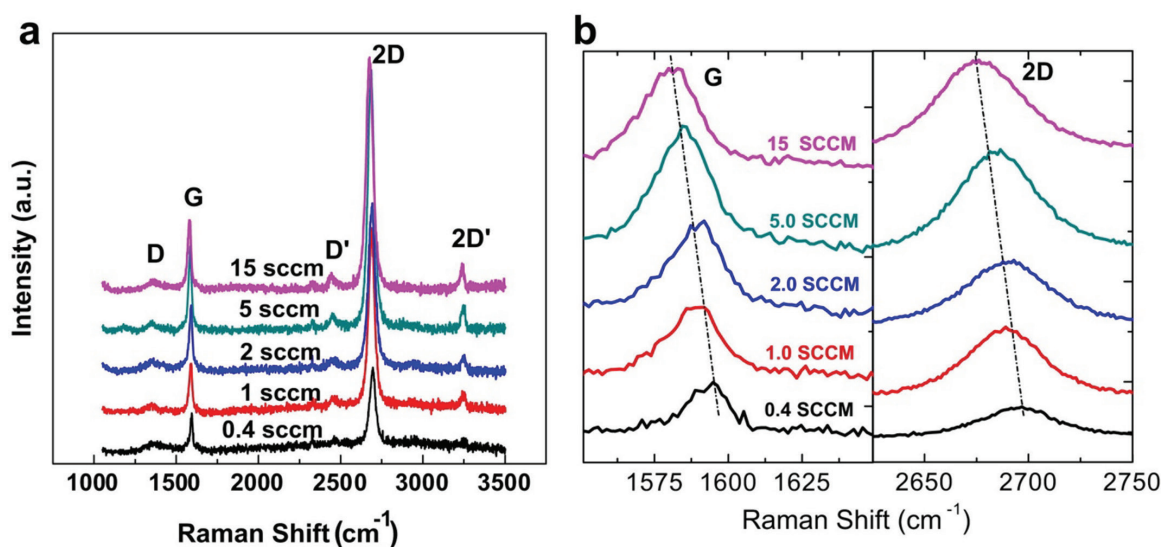 a
2D
G
D
D'
2D'
15 sccm
5 sccm
2 sccm
1 sccm
0.4 sccm
1000 1500 2000 2500 3000 3500
Raman Shift (cm-1)
Intensity (a.u.)
b
G
2D
15 SCCM
5.0 SCCM
2.0 SCCM
1.0 SCCM
0.4 SCCM
1575 1600 1625 2650 2700 2750
Raman Shift (cm-1)